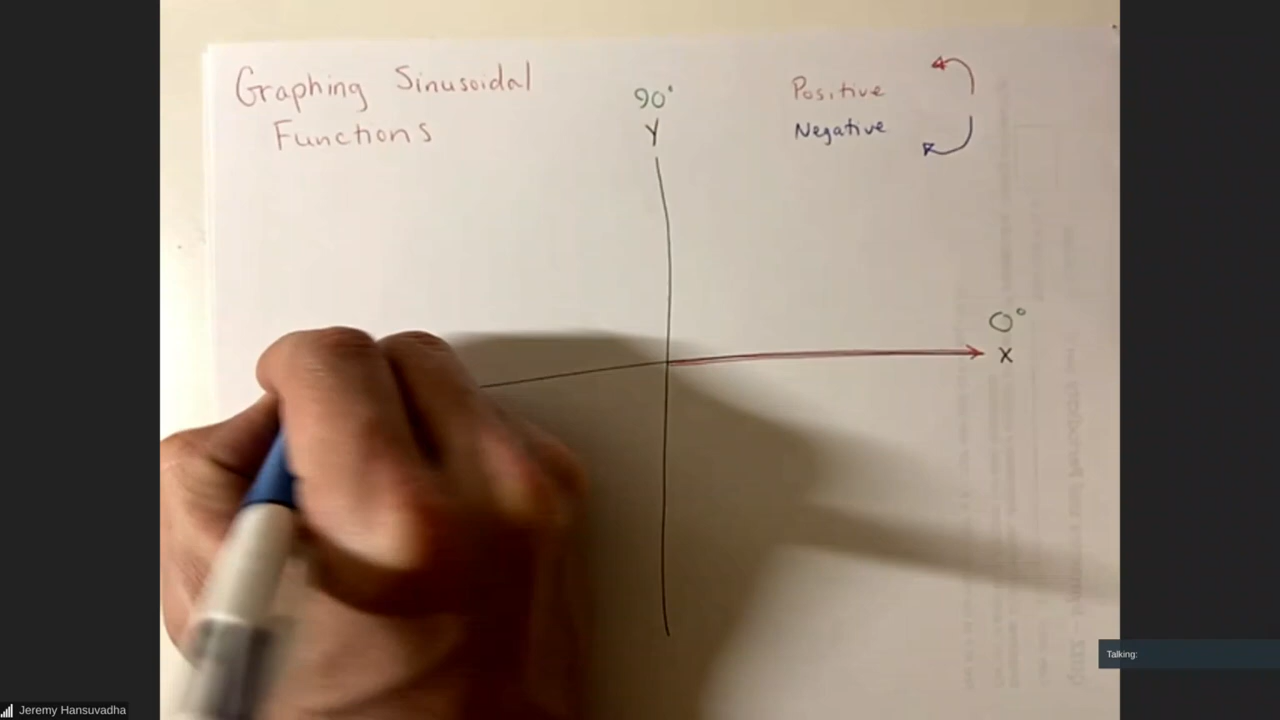 Graphing Sinusoidal
Functions
90°
Y
Positive
Negative
0°
X
Talking:
Jeremy Hansuvadha